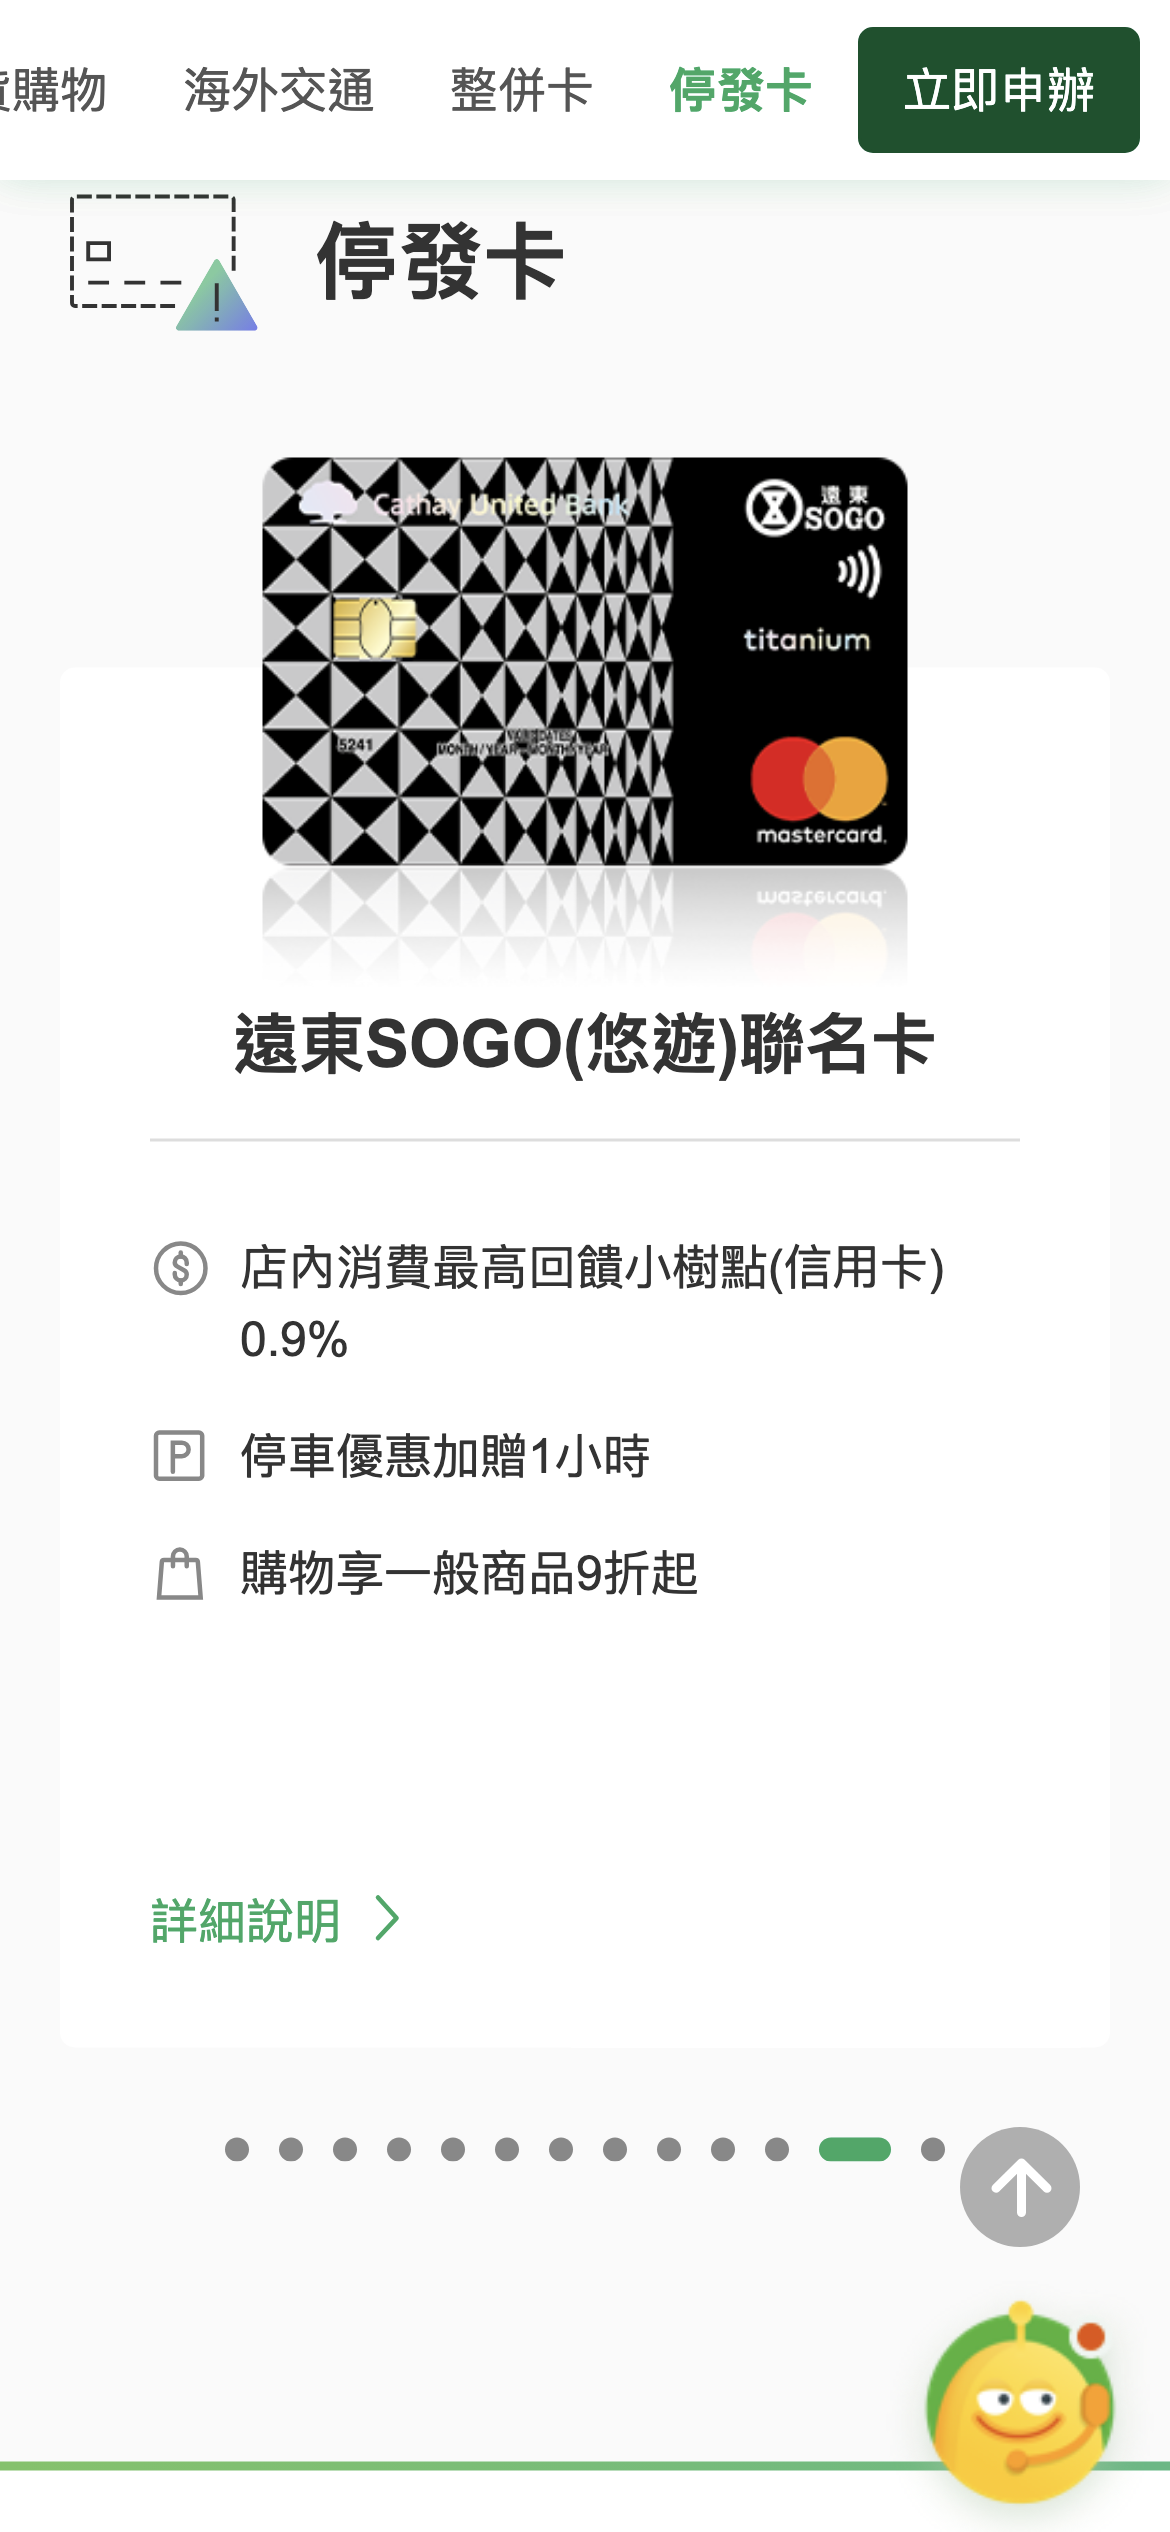 購物 海外交通 整併卡 停發卡 立即申辦
停發卡
Cathay United Bank
遠東
SOGO
titanium
5241
MONTH/YEAR MONTH/YEAR
mastercard.
遠東SOGO(悠遊)聯名卡
店內消費最高回饋小樹點(信用卡)
0.9%
停車優惠加贈1小時
購物享一般商品9折起
詳細說明